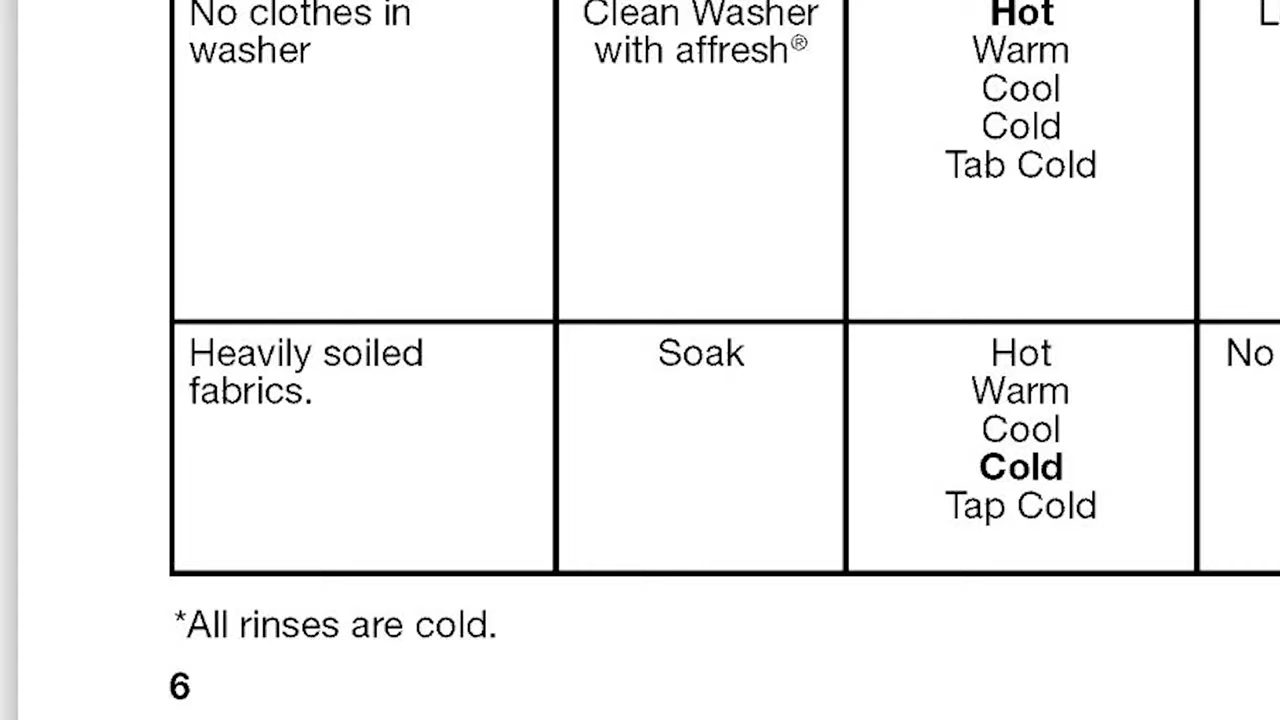 No clothes in
washer
Clean Washer
with affresh®
Hot
Warm
Cool
Cold
Tab Cold
Heavily soiled
fabrics.
Soak
Hot
Warm
Cool
Cold
Tap Cold
No
*All rinses are cold.
6